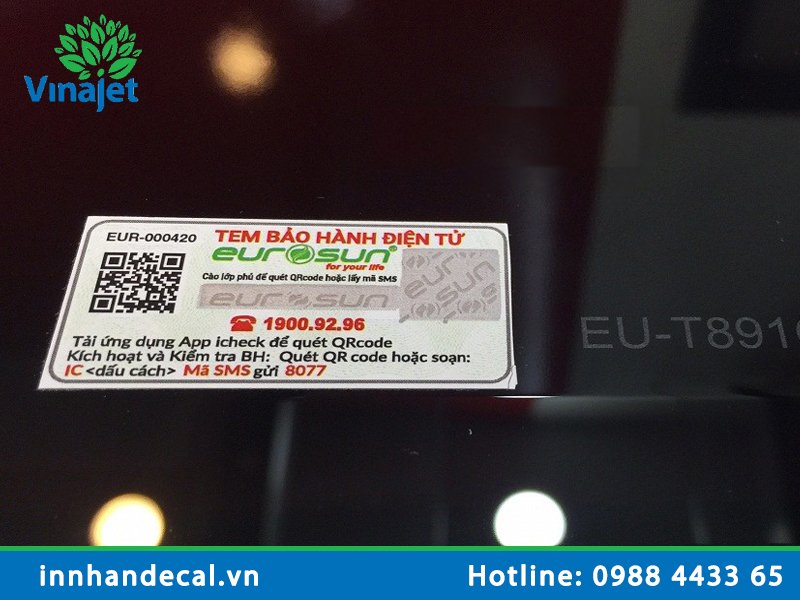 Vinajet
EUR-000420
TEM BẢO HÀNH ĐIỆN TỬ
eurosun
for your life
Cào lớp phủ để quét QRcode hoặc lấy mã SMS
eurosun
eurosun
1900.92.96
Tải ứng dụng App icheck để quét QRcode
Kích hoạt và Kiểm tra BH: Quét QR code hoặc soạn:
IC <dấu cách> Mã SMS gửi 8077
EU-T891
innhandecal.vn
Hotline: 0988 4433 65